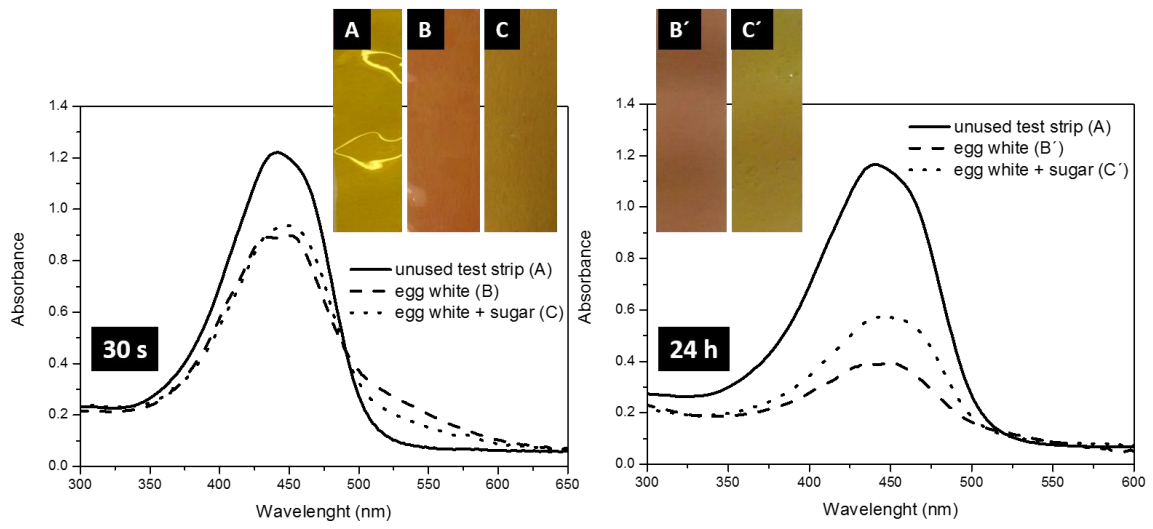 A
B
C
1.4
1.2
1.0
0.8
0.6
0.4
0.2
0.0
Absorbance
unused test strip (A)
egg white (B)
egg white + sugar (C)
30 s
300 350 400 450 500 550 600 650
Wavelenght (nm)
B´
C´
1.4
1.2
1.0
0.8
0.6
0.4
0.2
0.0
Absorbance
unused test strip (A)
egg white (B´)
egg white + sugar (C´)
24 h
300 350 400 450 500 550 600
Wavelenght (nm)